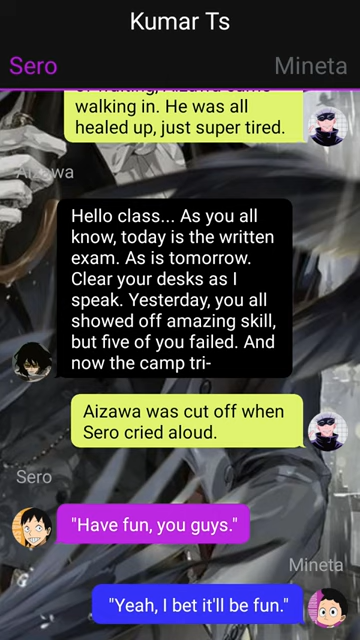 Kumar Ts
Sero
Mineta
walking in. He was all
healed up, just super tired.
Hello class... As you all
know, today is the written
exam. As is tomorrow.
Clear your desks as I
speak. Yesterday, you all
showed off amazing skill,
but five of you failed. And
now the camp tri-
Aizawa was cut off when
Sero cried aloud.
Sero
"Have fun, you guys."
Mineta
"Yeah, I bet it'll be fun."